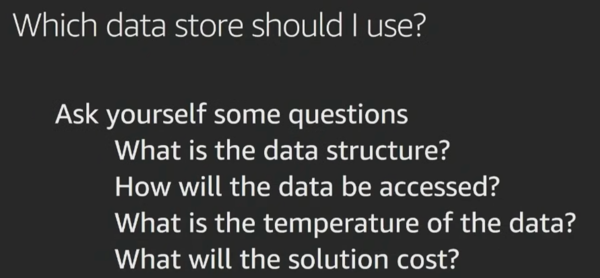 Which data store should I use?
Ask yourself some questions
What is the data structure?
How will the data be accessed?
What is the temperature of the data?
What will the solution cost?